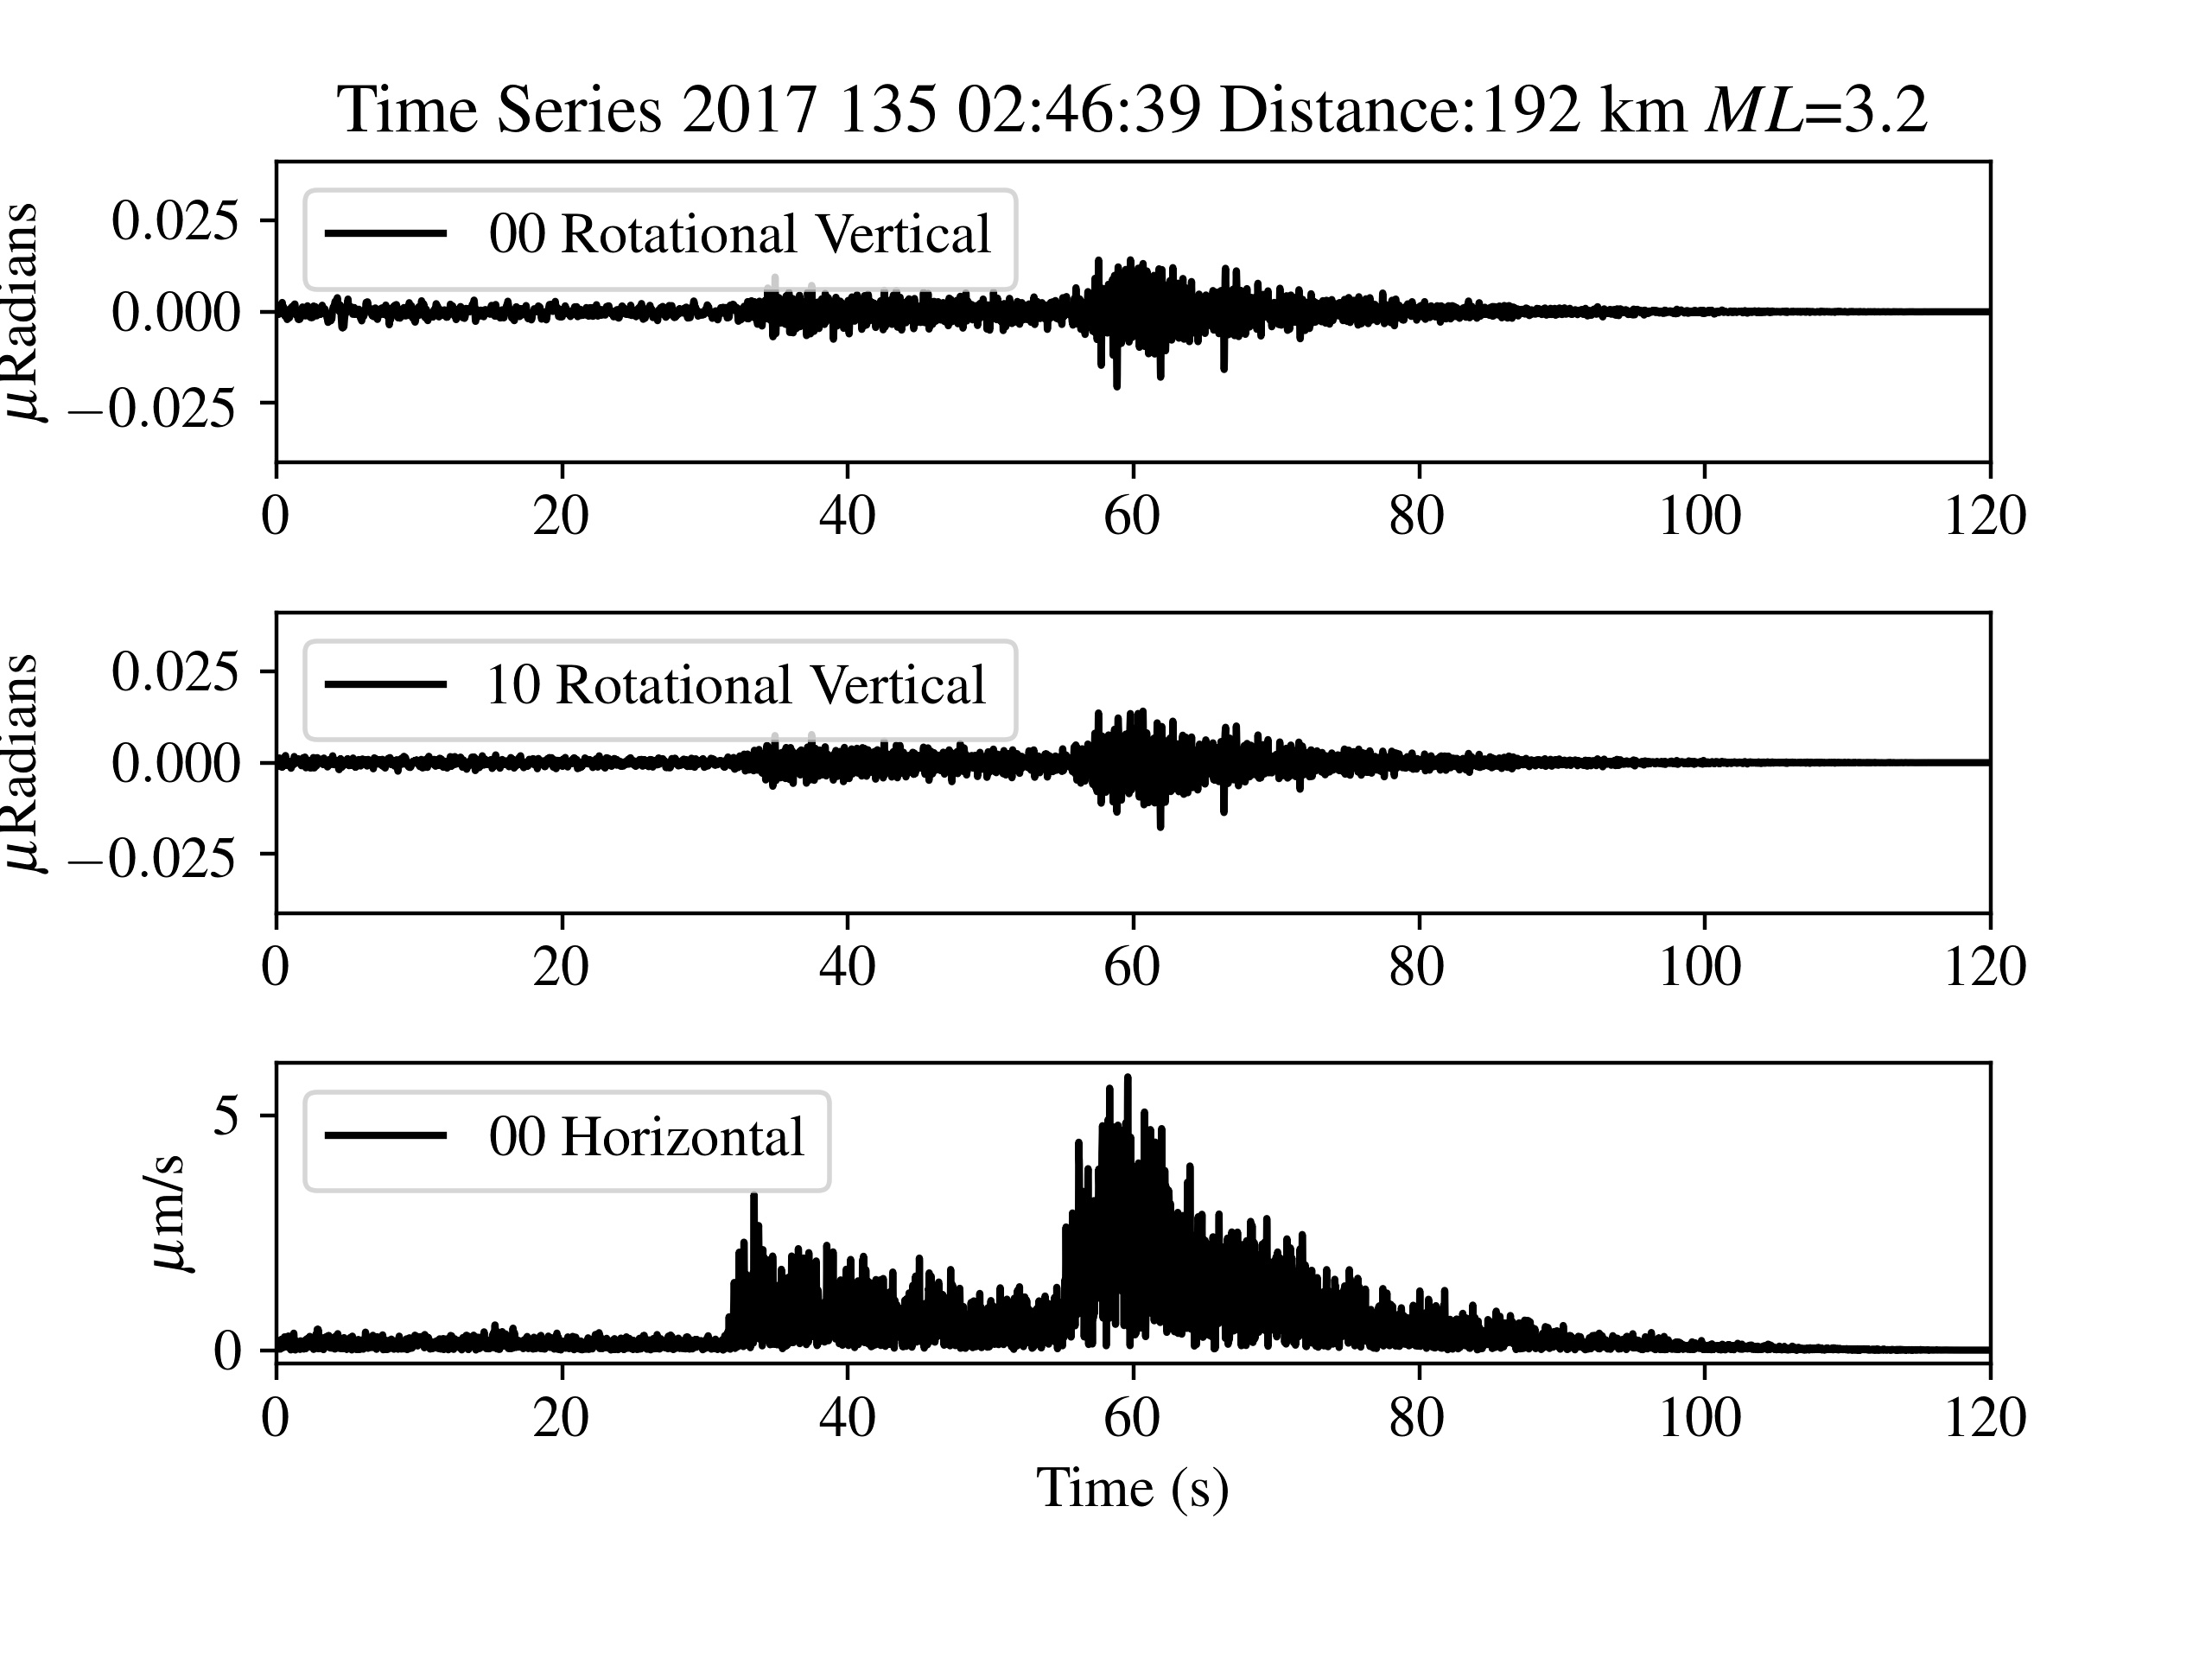 Time Series 2017 135 02:46:39 Distance:192 km ML=3.2
μRadians
0.025
0.000
−0.025
00 Rotational Vertical
0 20 40 60 80 100 120
μRadians
0.025
0.000
−0.025
10 Rotational Vertical
0 20 40 60 80 100 120
μm/s
5
0
00 Horizontal
0 20 40 60 80 100 120
Time (s)